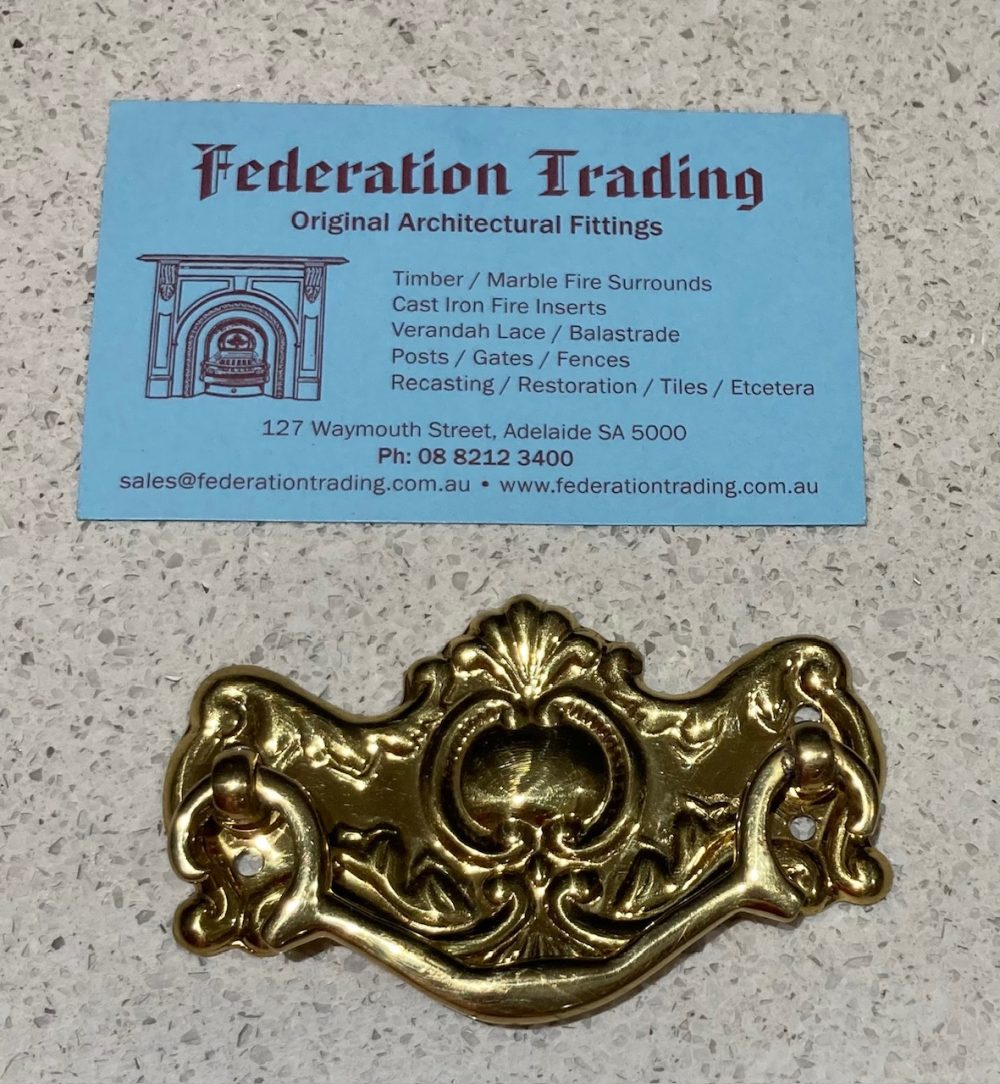 Federation Trading
Original Architectural Fittings
Timber / Marble Fire Surrounds
Cast Iron Fire Inserts
Verandah Lace / Balastrade
Posts / Gates / Fences
Recasting / Restoration / Tiles / Etcetera
127 Waymouth Street, Adelaide SA 5000
Ph: 08 8212 3400
sales@federationtrading.com.au • www.federationtrading.com.au